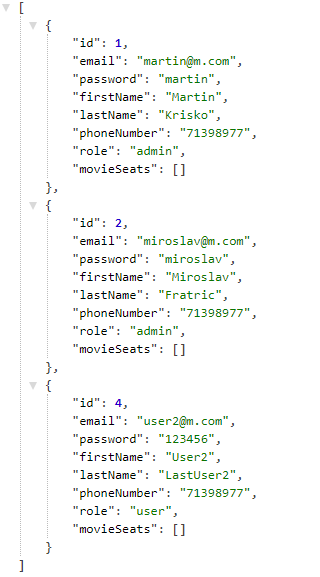 [
{
"id": 1,
"email": "martin@m.com",
"password": "martin",
"firstName": "Martin",
"lastName": "Krisko",
"phoneNumber": "71398977",
"role": "admin",
"movieSeats": []
},
{
"id": 2,
"email": "miroslav@m.com",
"password": "miroslav",
"firstName": "Miroslav",
"lastName": "Fratric",
"phoneNumber": "71398977",
"role": "admin",
"movieSeats": []
},
{
"id": 4,
"email": "user2@m.com",
"password": "123456",
"firstName": "User2",
"lastName": "LastUser2",
"phoneNumber": "71398977",
"role": "user",
"movieSeats": []
}
]